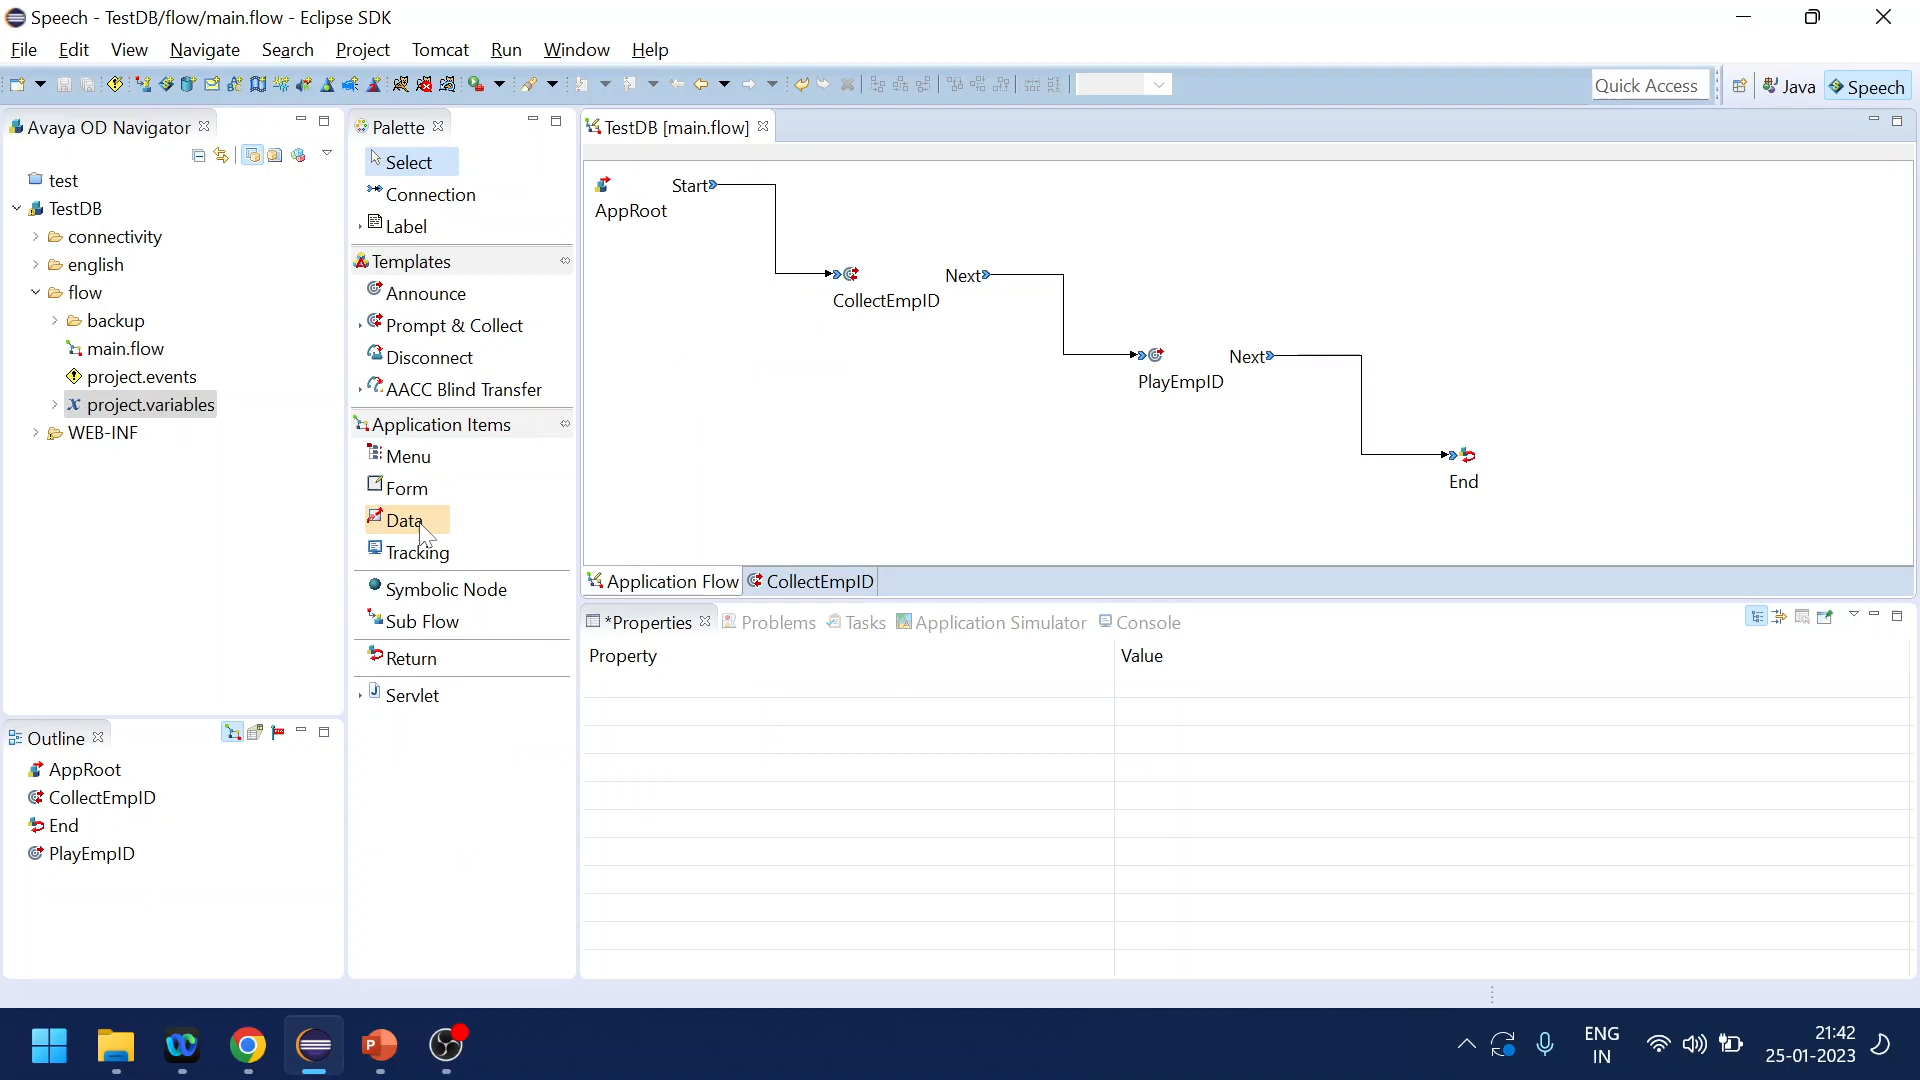 Speech - TestDB/flow/main.flow - Eclipse SDK
File Edit View Navigate Search Project Tomcat Run Window Help
Quick Access Java Speech
Avaya OD Navigator
test
TestDB
connectivity
english
flow
backup
main.flow
project.events
project.variables
WEB-INF
Palette
Select
Connection
Label
Templates
Announce
Prompt & Collect
Disconnect
AACC Blind Transfer
Application Items
Menu
Form
Data
Tracking
Symbolic Node
Sub Flow
Return
Servlet
TestDB [main.flow]
Start
AppRoot
Next
CollectEmpID
Next
PlayEmpID
End
Application Flow CollectEmpID
*Properties Problems Tasks Application Simulator Console
Property Value
Outline
AppRoot
CollectEmpID
End
PlayEmpID
ENG
IN
21:42
25-01-2023